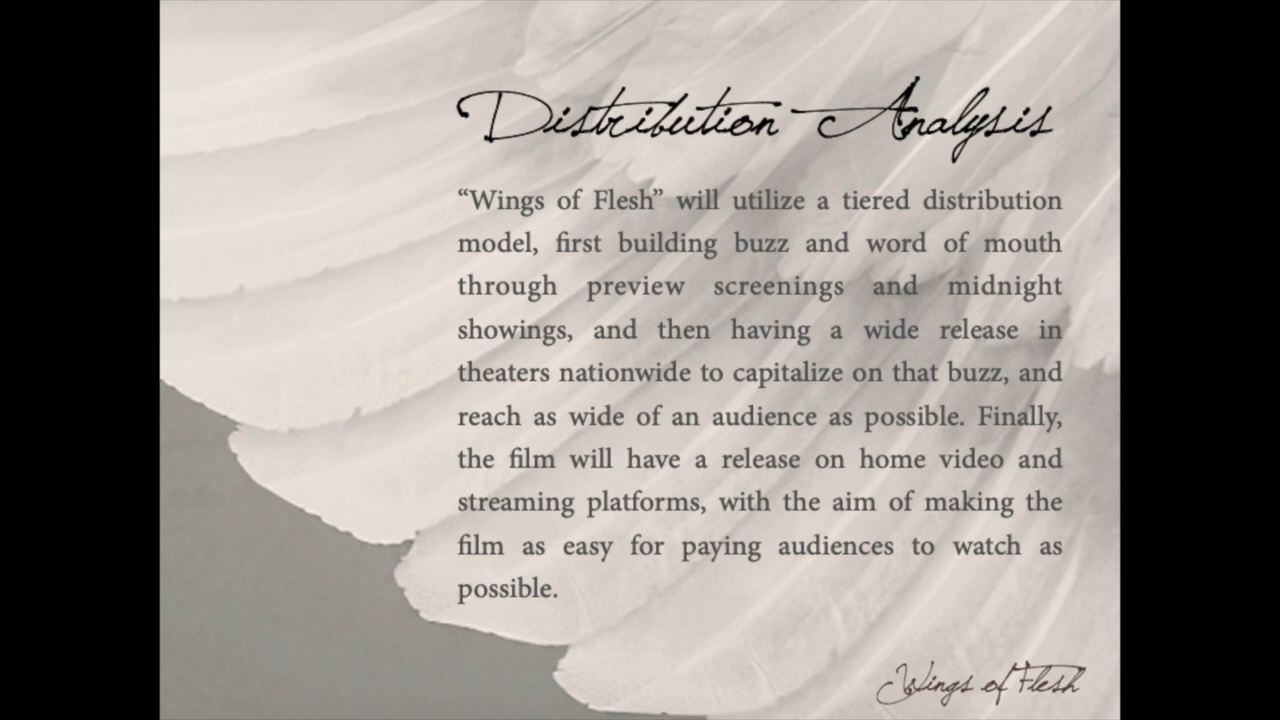 Distribution Analysis
“Wings of Flesh” will utilize a tiered distribution
model, first building buzz and word of mouth
through preview screenings and midnight
showings, and then having a wide release in
theaters nationwide to capitalize on that buzz, and
reach as wide of an audience as possible. Finally,
the film will have a release on home video and
streaming platforms, with the aim of making the
film as easy for paying audiences to watch as
possible.
Wings of Flesh